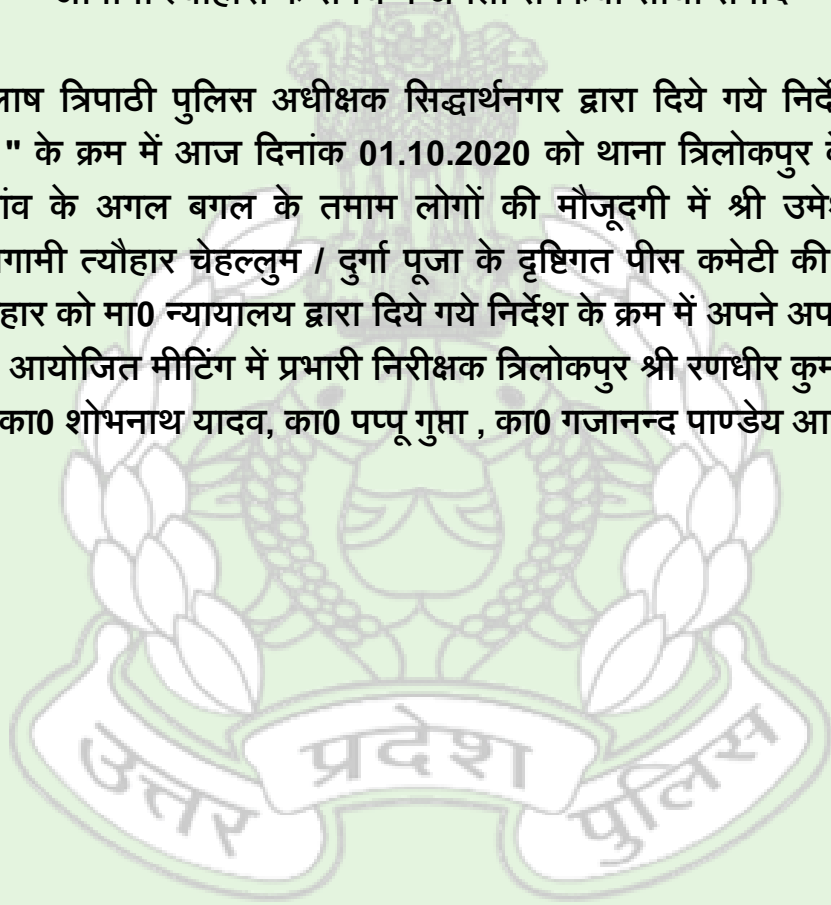 लाष त्रिपाठी पुलिस अधीक्षक सिद्धार्थनगर द्वारा दिये गये निर्दे
" के क्रम में आज दिनांक 01.10.2020 को थाना त्रिलोकपुर
ांव के अगल बगल के तमाम लोगों की मौजूदगी में श्री उमे
गामी त्यौहार चेहल्लुम / दुर्गा पूजा के दृष्टिगत पीस कमेटी की
हार को मा0 न्यायालय द्वारा दिये गये निर्देश के क्रम में अपने अप
आयोजित मीटिंग में प्रभारी निरीक्षक त्रिलोकपुर श्री रणधीर कुम
का0 शोभनाथ यादव, का0 पप्पू गुप्ता , का0 गजानन्द पाण्डेय आ
उत्तर प्रदेश पुलिस